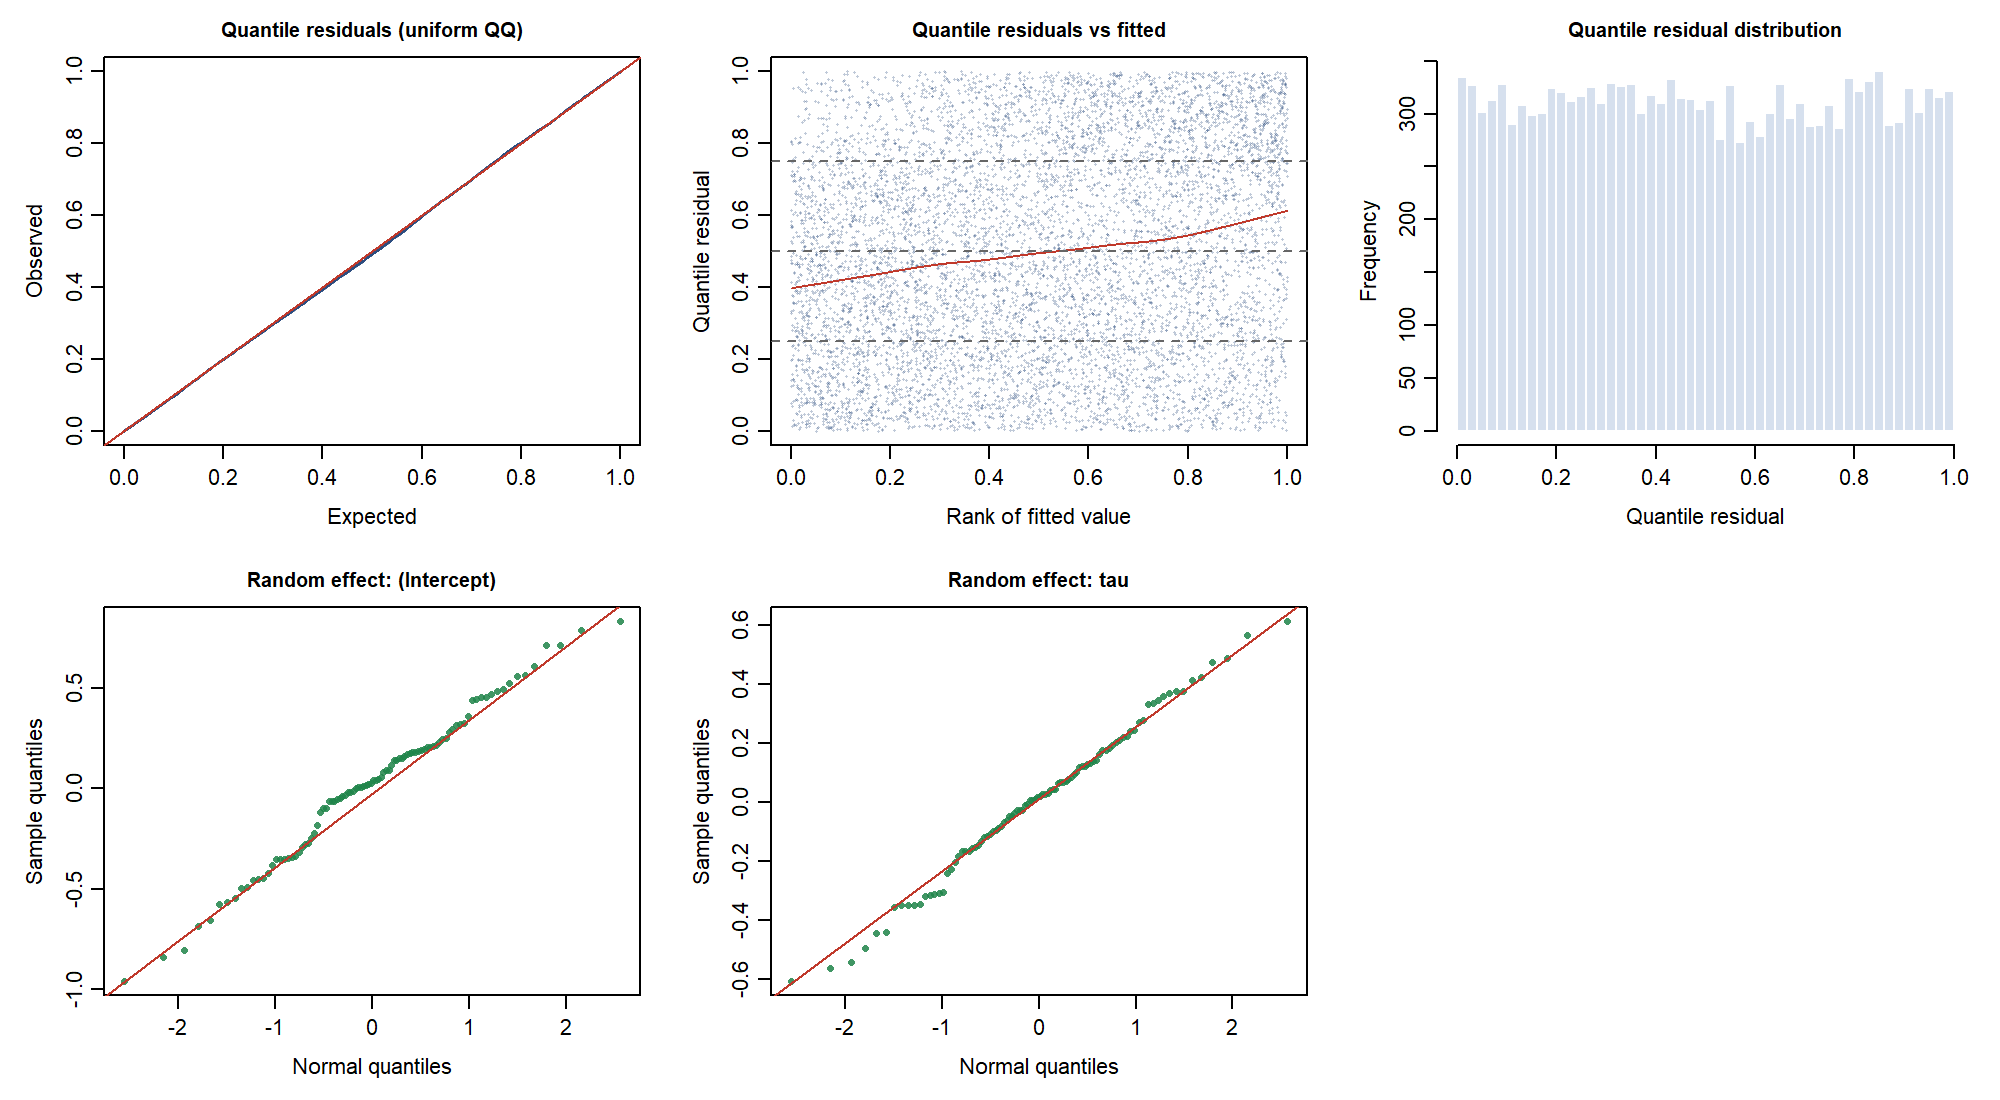 Quantile residuals (uniform QQ)
Observed
0.0 0.2 0.4 0.6 0.8 1.0
0.0 0.2 0.4 0.6 0.8 1.0
Expected
Quantile residuals vs fitted
Quantile residual
0.0 0.2 0.4 0.6 0.8 1.0
0.0 0.2 0.4 0.6 0.8 1.0
Rank of fitted value
Quantile residual distribution
Frequency
0 50 100 200 300
0.0 0.2 0.4 0.6 0.8 1.0
Quantile residual
Random effect: (Intercept)
Sample quantiles
-1.0 -0.5 0.0 0.5
-2 -1 0 1 2
Normal quantiles
Random effect: tau
Sample quantiles
-0.6 -0.4 -0.2 0.0 0.2 0.4 0.6
-2 -1 0 1 2
Normal quantiles